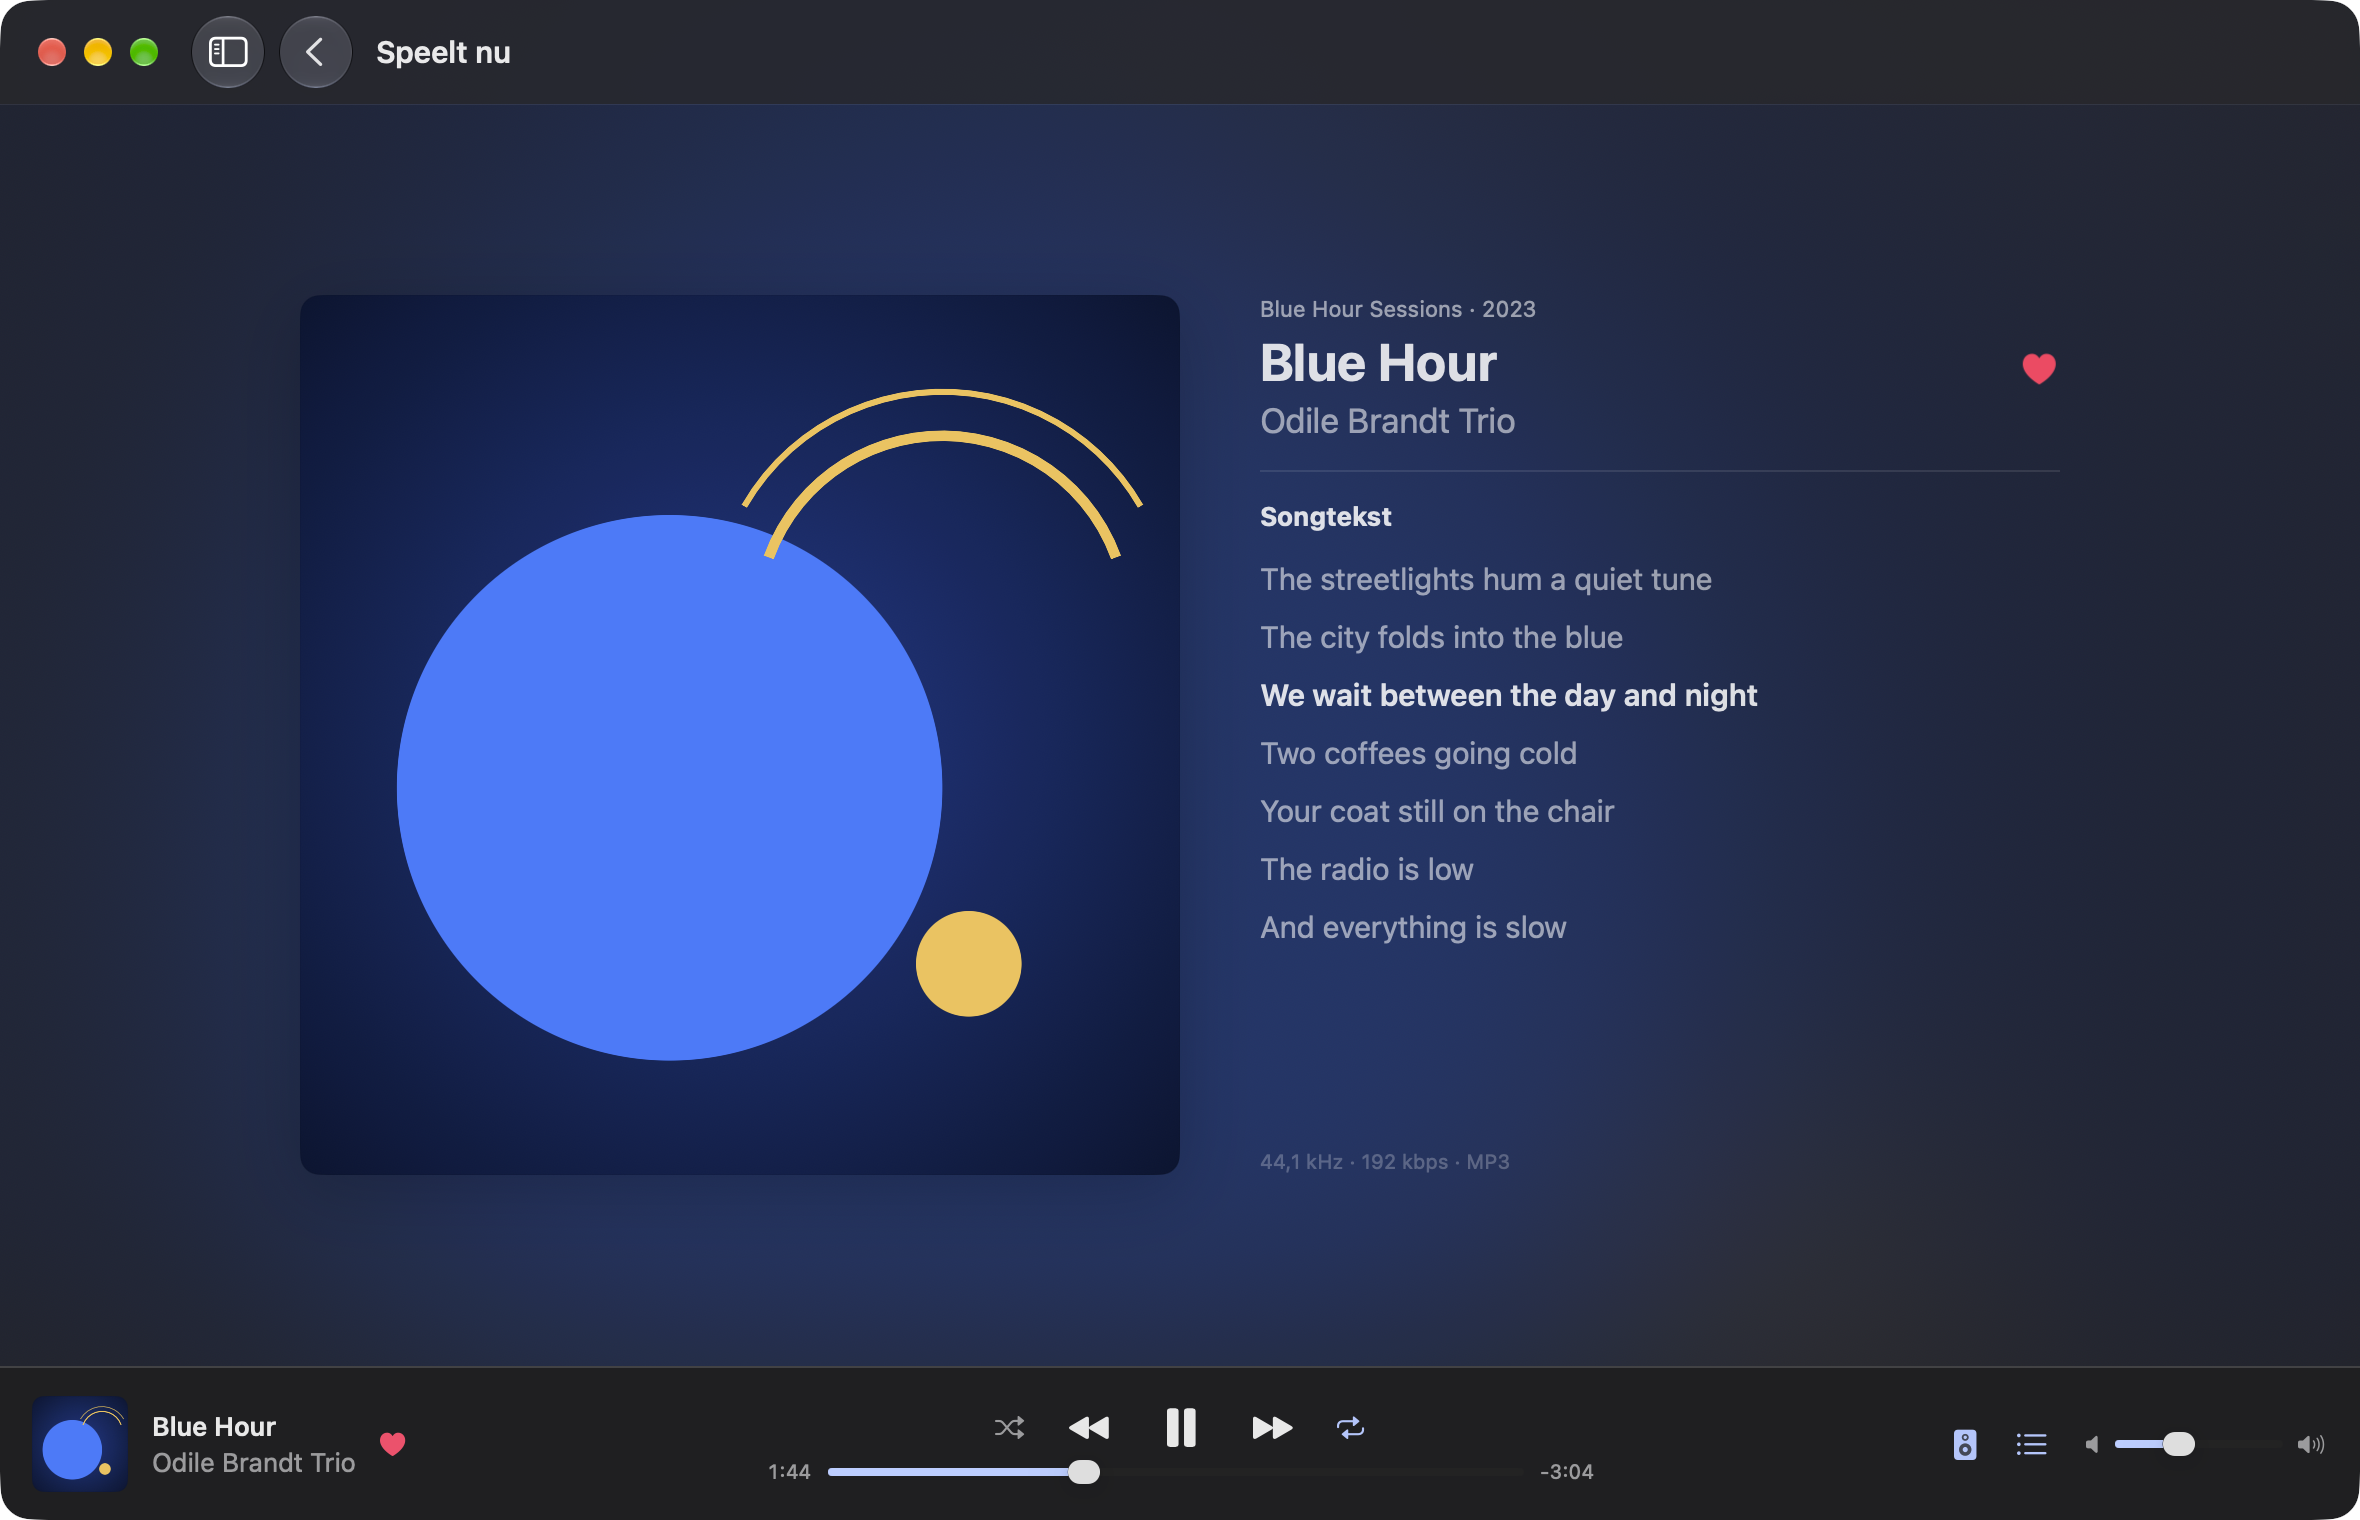 Speelt nu
Blue Hour Sessions · 2023
Blue Hour
Odile Brandt Trio
Songtekst
The streetlights hum a quiet tune
The city folds into the blue
We wait between the day and night
Two coffees going cold
Your coat still on the chair
The radio is low
And everything is slow
44,1 kHz · 192 kbps · MP3
Blue Hour
Odile Brandt Trio
1:44
-3:04